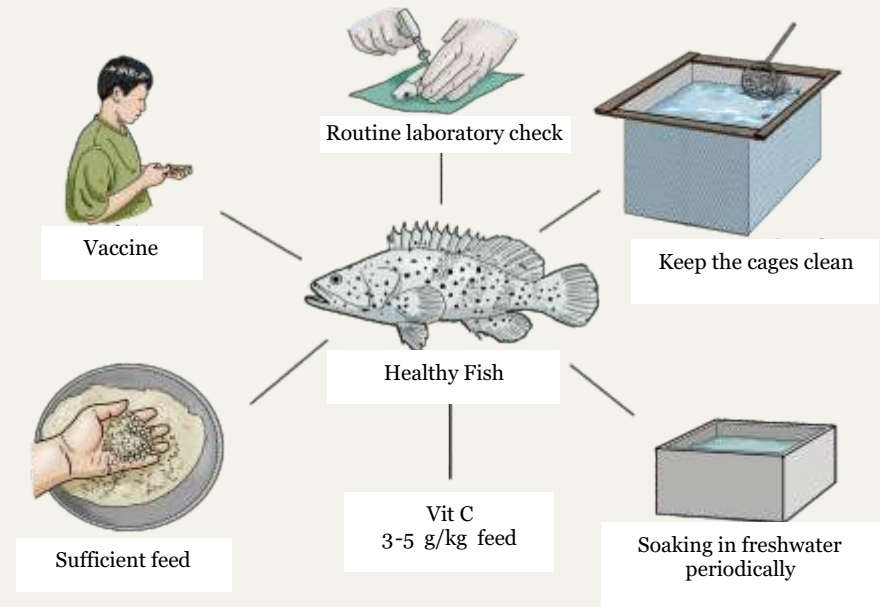 Routine laboratory check
Vaccine
Keep the cages clean
Healthy Fish
Vit C
3-5 g/kg feed
Sufficient feed
Soaking in freshwater
periodically